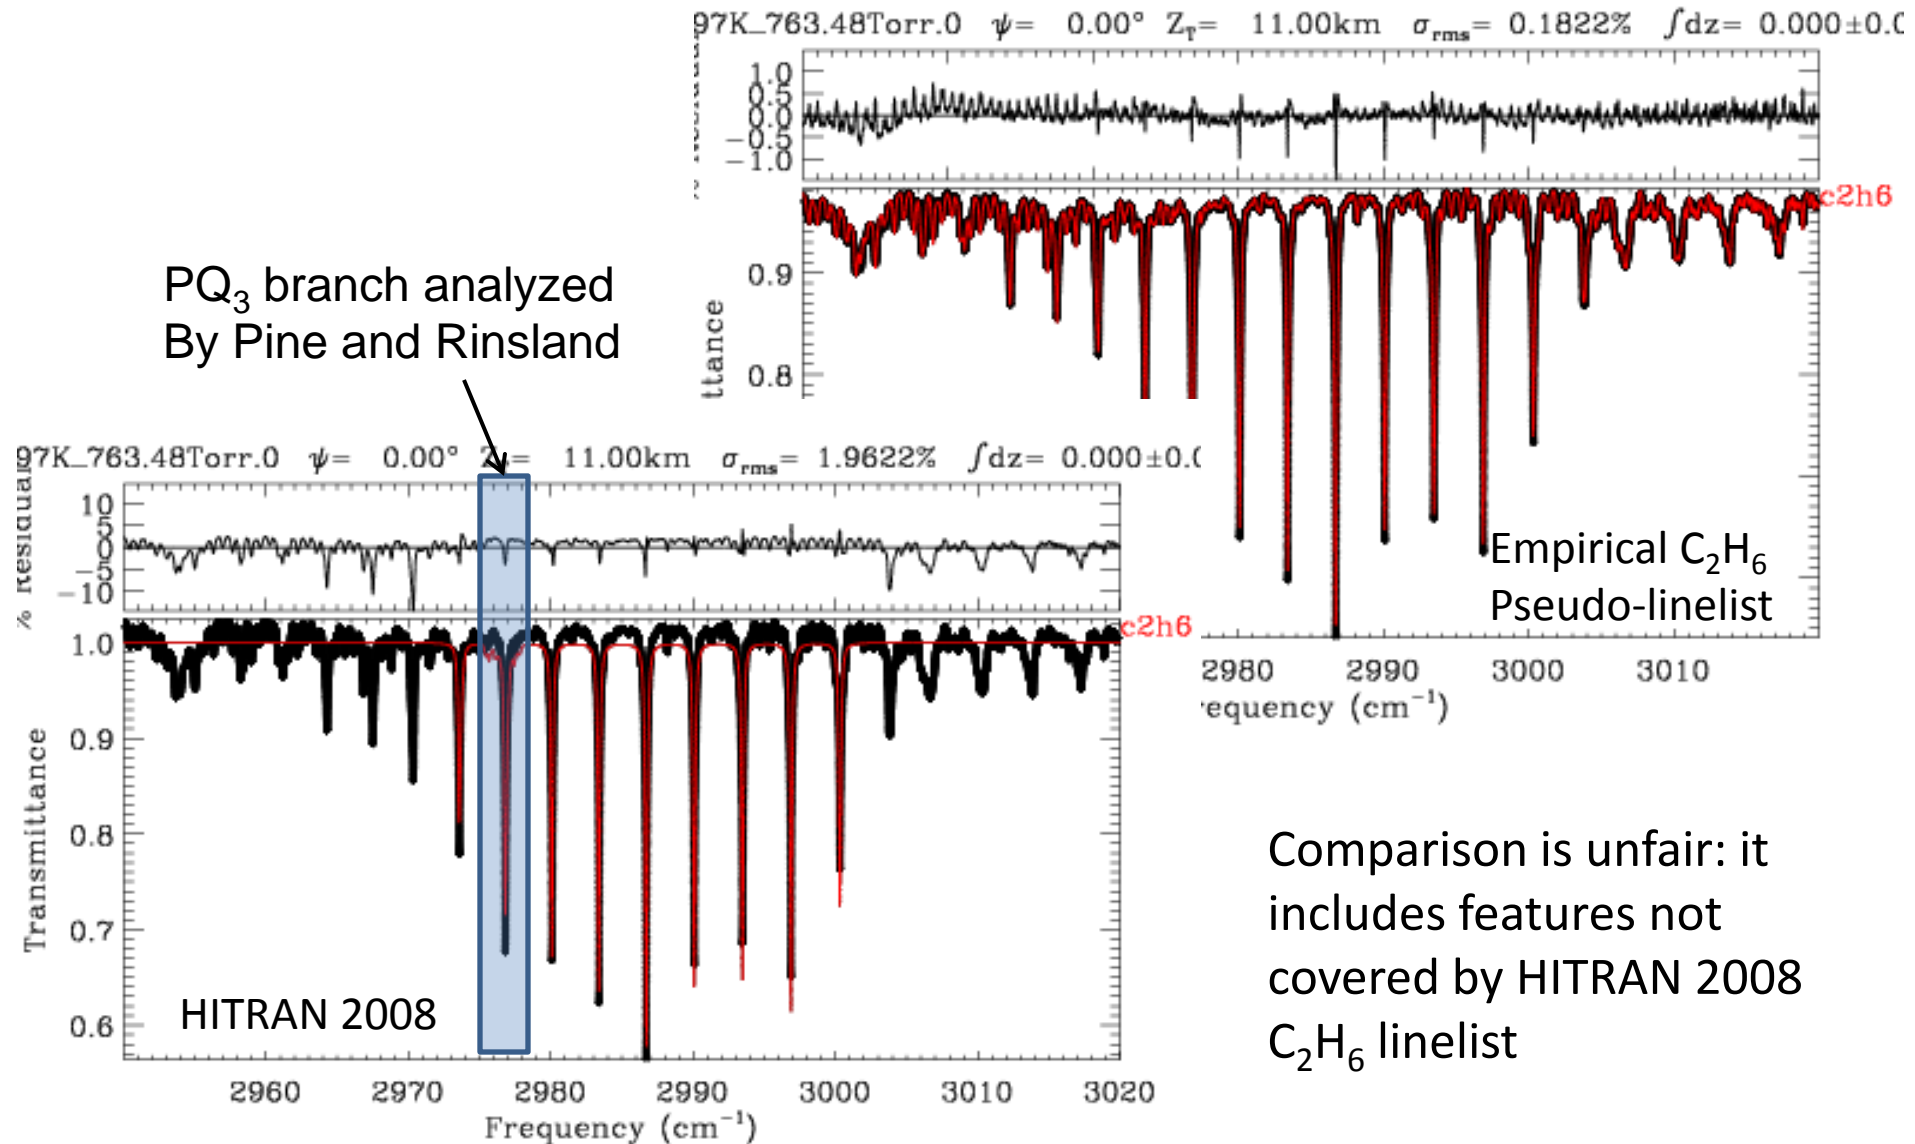 97K_763.48Torr.0 ψ= 0.00° Z_T= 11.00km σ_rms= 0.1822% ∫dz= 0.000±0.0
1.0
0.5
0.0
−0.5
−1.0
c2h6
0.9
0.8
ttance
Empirical C₂H₆
Pseudo-linelist
2980 2990 3000 3010
equency (cm⁻¹)
PQ₃ branch analyzed
By Pine and Rinsland
97K_763.48Torr.0 ψ= 0.00° 11.00km σ_rms= 1.9622% ∫dz= 0.000±0.0
% Residual
10
5
0
−5
−10
c2h6
1.0
0.9
0.8
0.7
0.6
Transmittance
HITRAN 2008
2960 2970 2980 2990 3000 3010 3020
Frequency (cm⁻¹)
Comparison is unfair: it
includes features not
covered by HITRAN 2008
C₂H₆ linelist